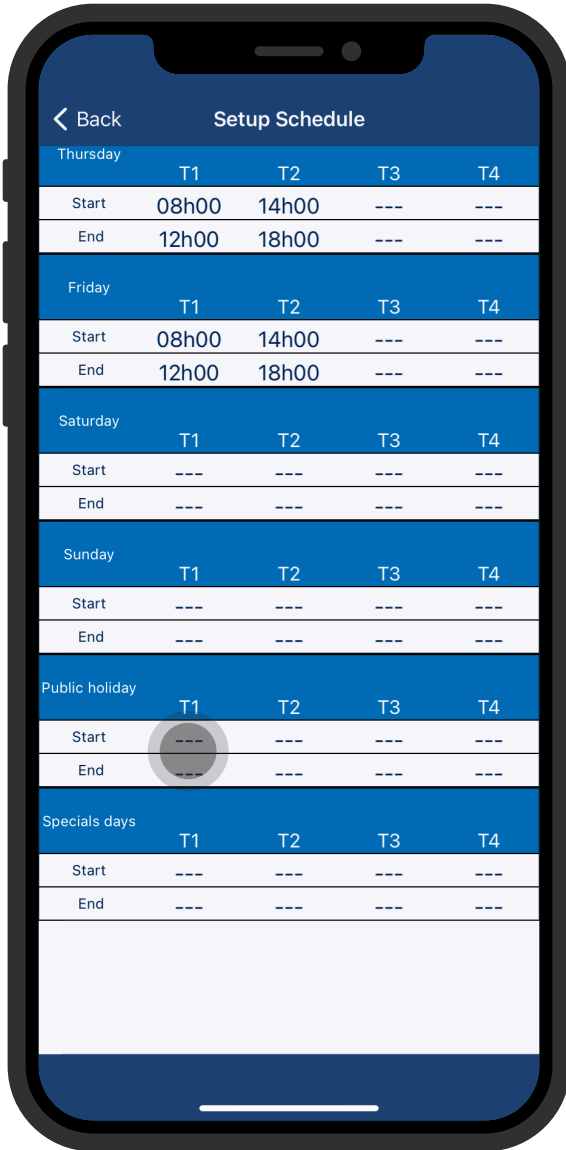 Back Setup Schedule
Thursday
T1 T2 T3 T4
Start 08h00 14h00 --- ---
End 12h00 18h00 --- ---
Friday
T1 T2 T3 T4
Start 08h00 14h00 --- ---
End 12h00 18h00 --- ---
Saturday
T1 T2 T3 T4
Start --- --- --- ---
End --- --- --- ---
Sunday
T1 T2 T3 T4
Start --- --- --- ---
End --- --- --- ---
Public holiday
T1 T2 T3 T4
Start --- --- --- ---
End --- --- --- ---
Specials days
T1 T2 T3 T4
Start --- --- --- ---
End --- --- --- ---